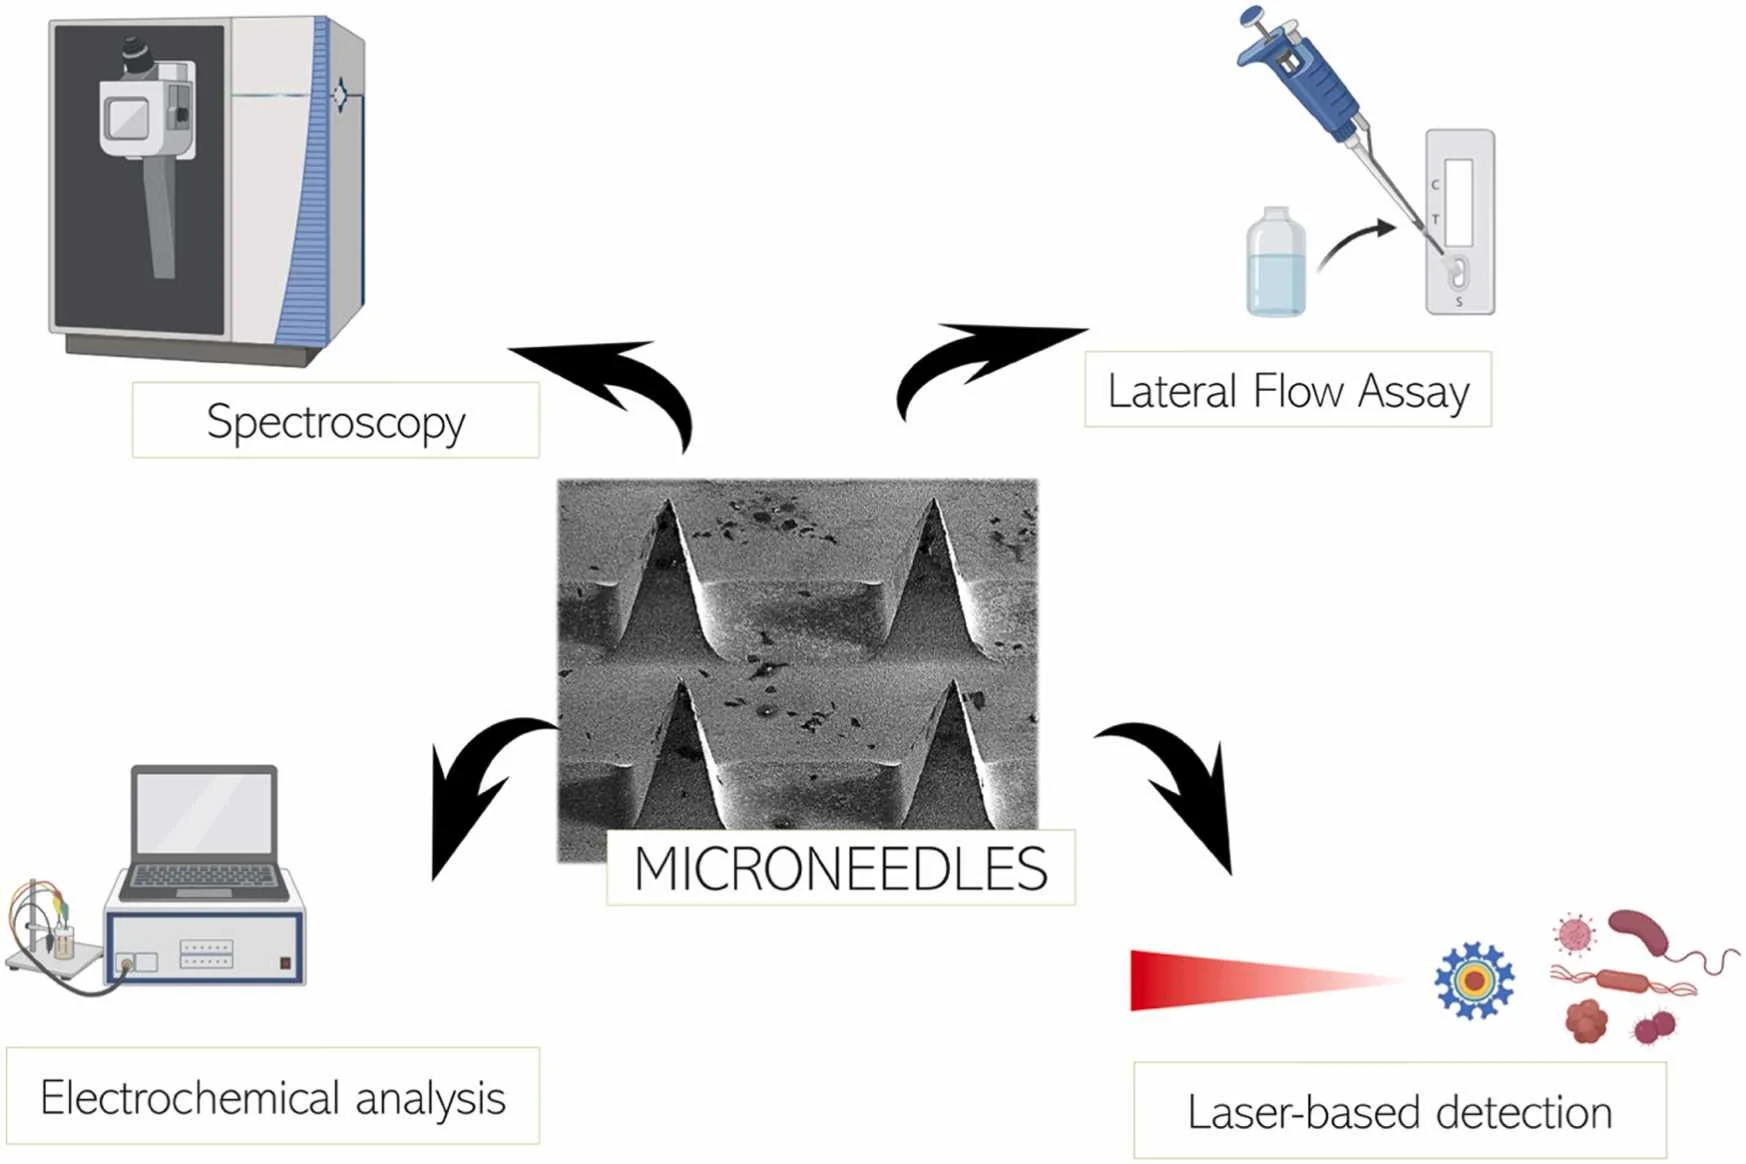 C
T
S
Spectroscopy
Lateral Flow Assay
MICRONEEDLES
Electrochemical analysis
Laser-based detection